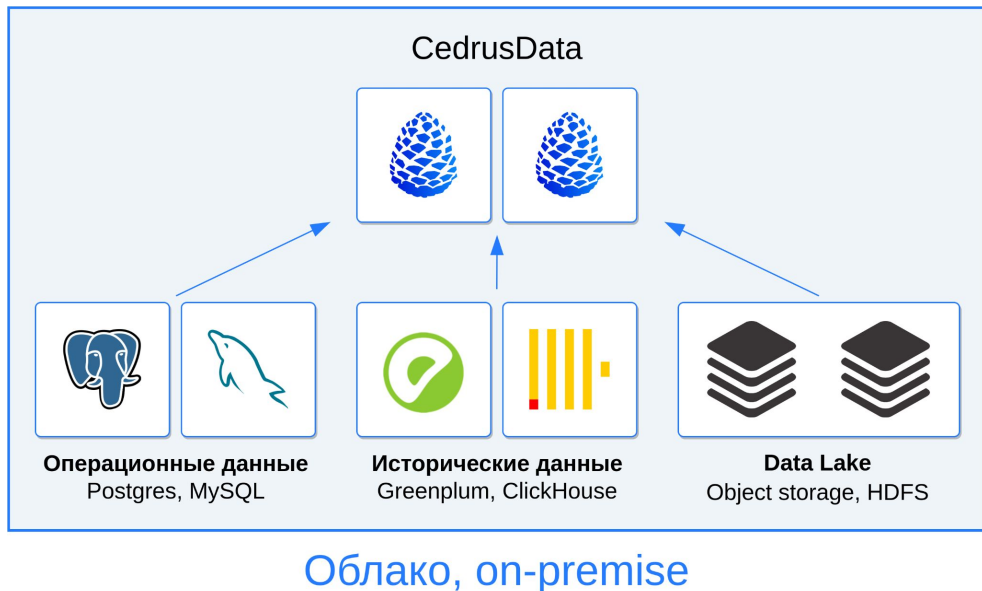 CedrusData
Операционные данные
Postgres, MySQL
Исторические данные
Greenplum, ClickHouse
Data Lake
Object storage, HDFS
Облако, on-premise